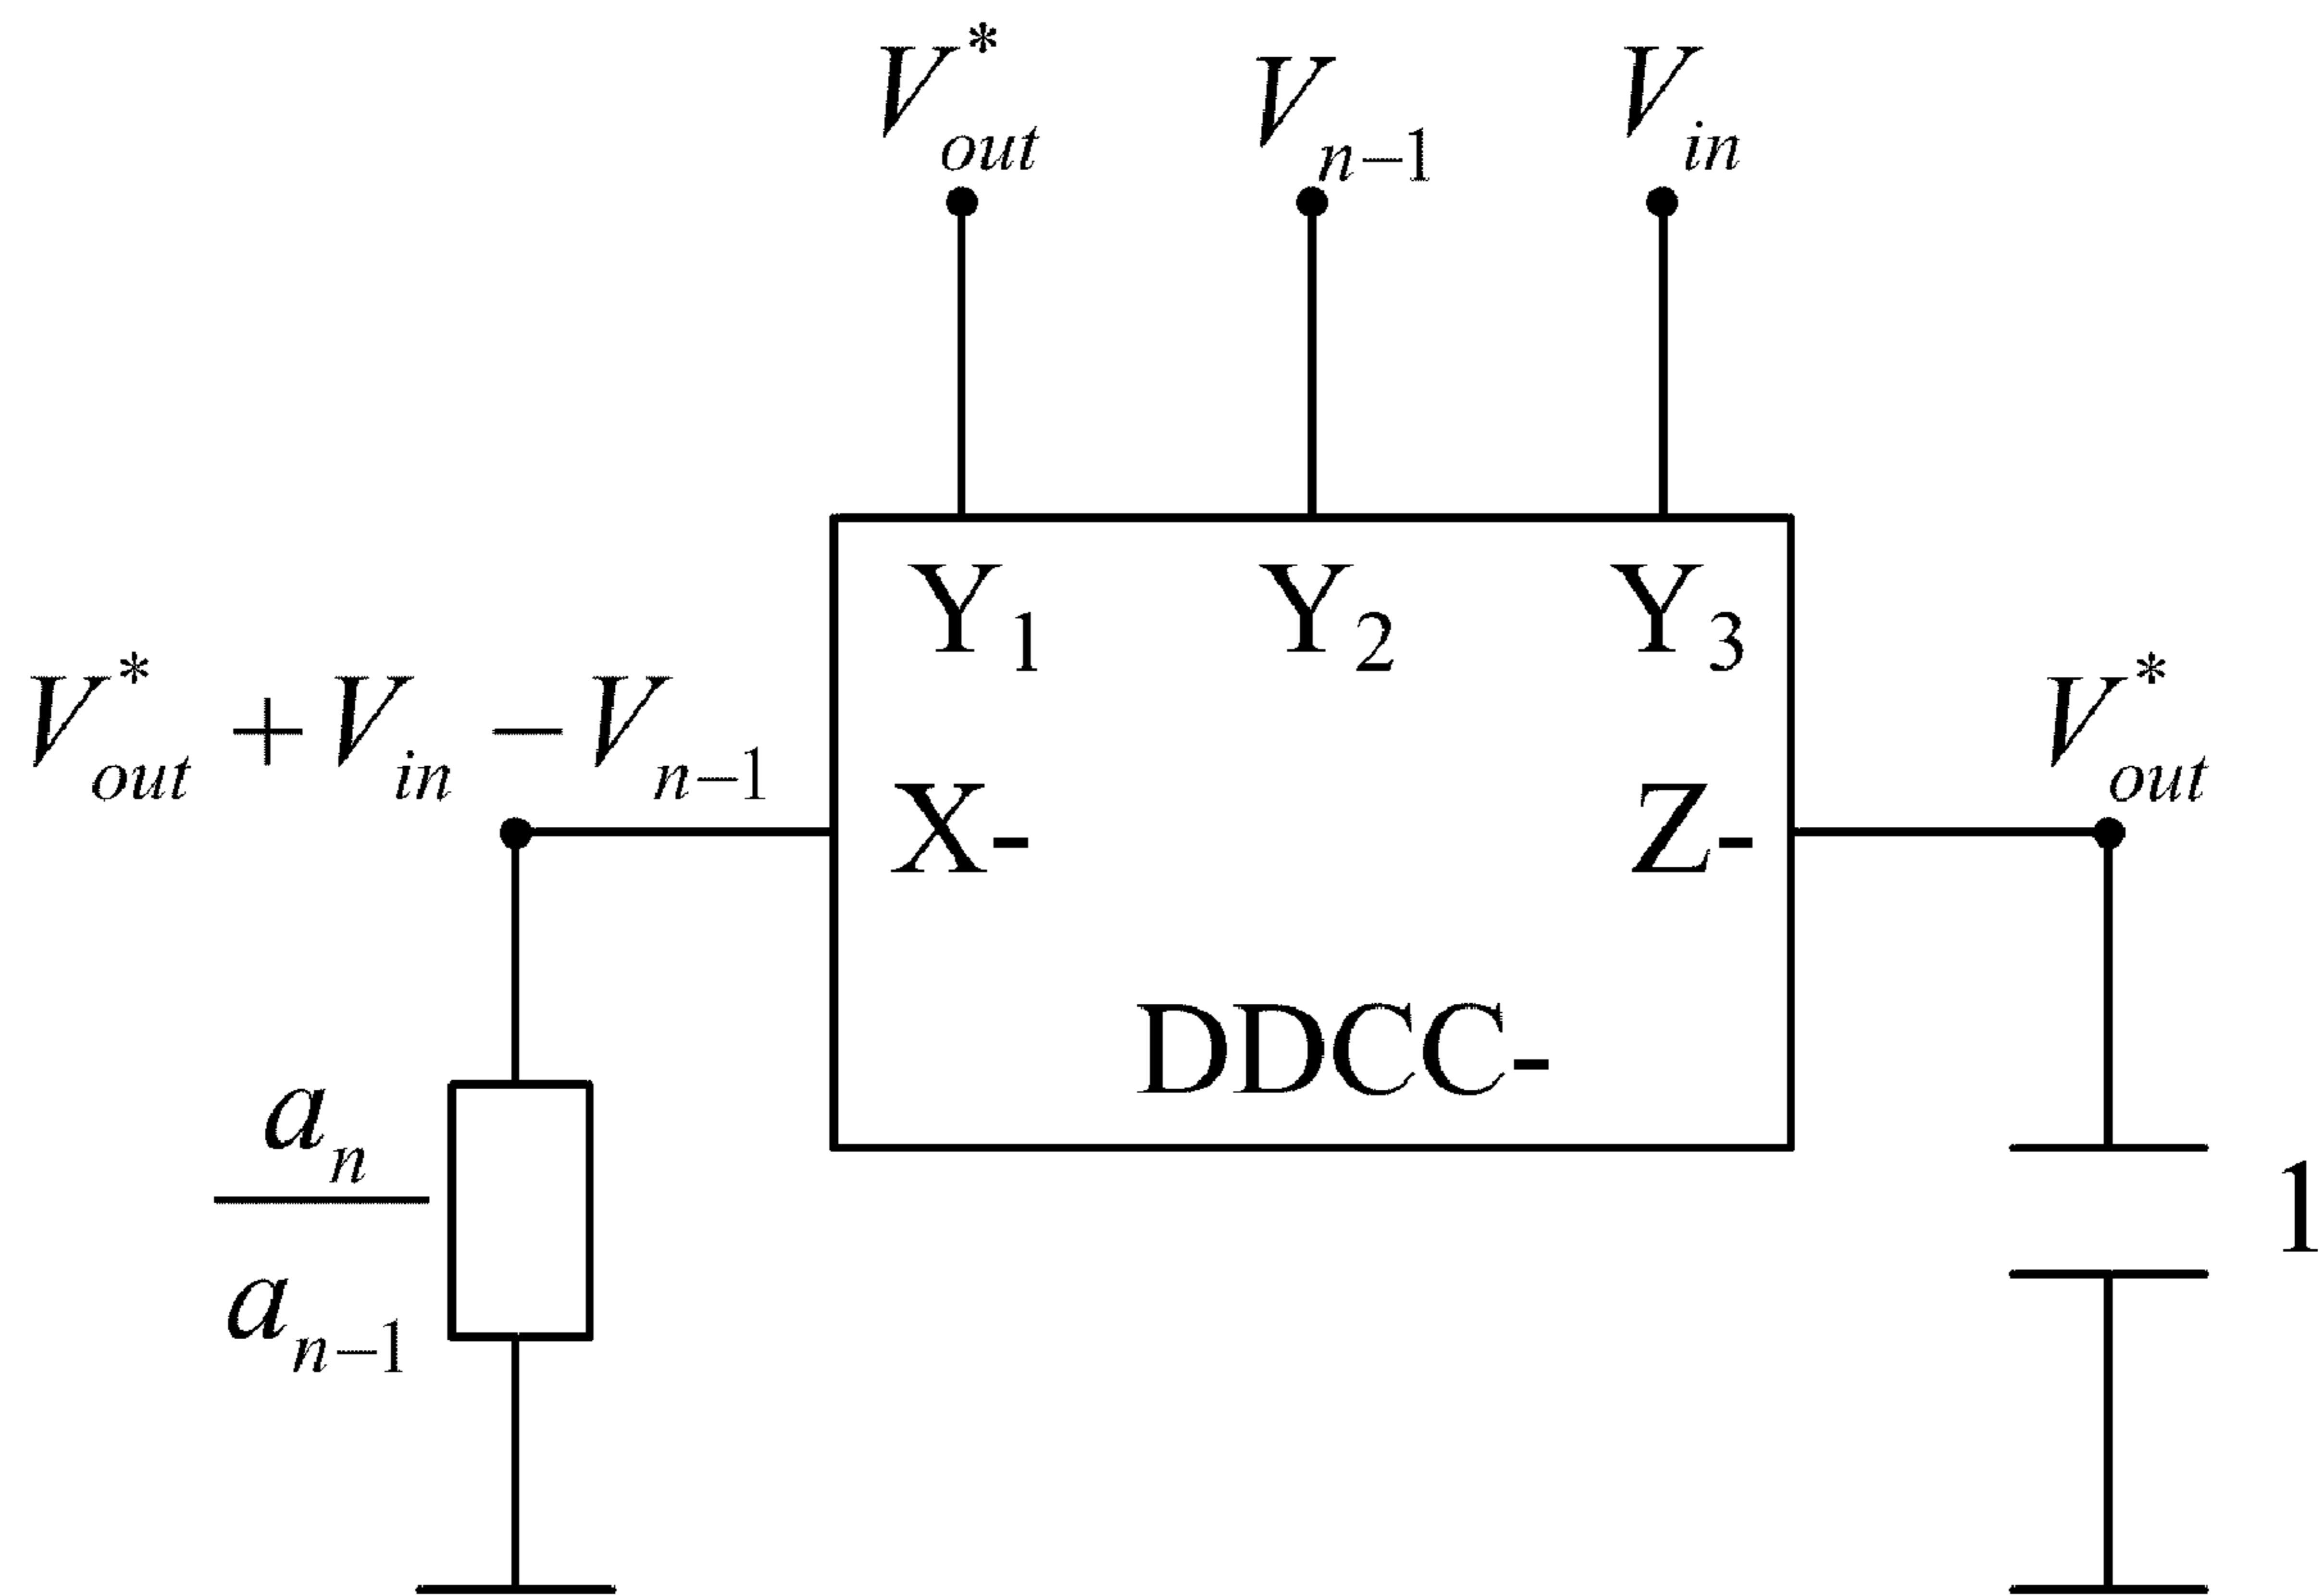 V*out Vn−1 Vin
Y1 Y2 Y3
V*out + Vin − Vn−1
V*out
X- Z-
DDCC-
an
an−1
1